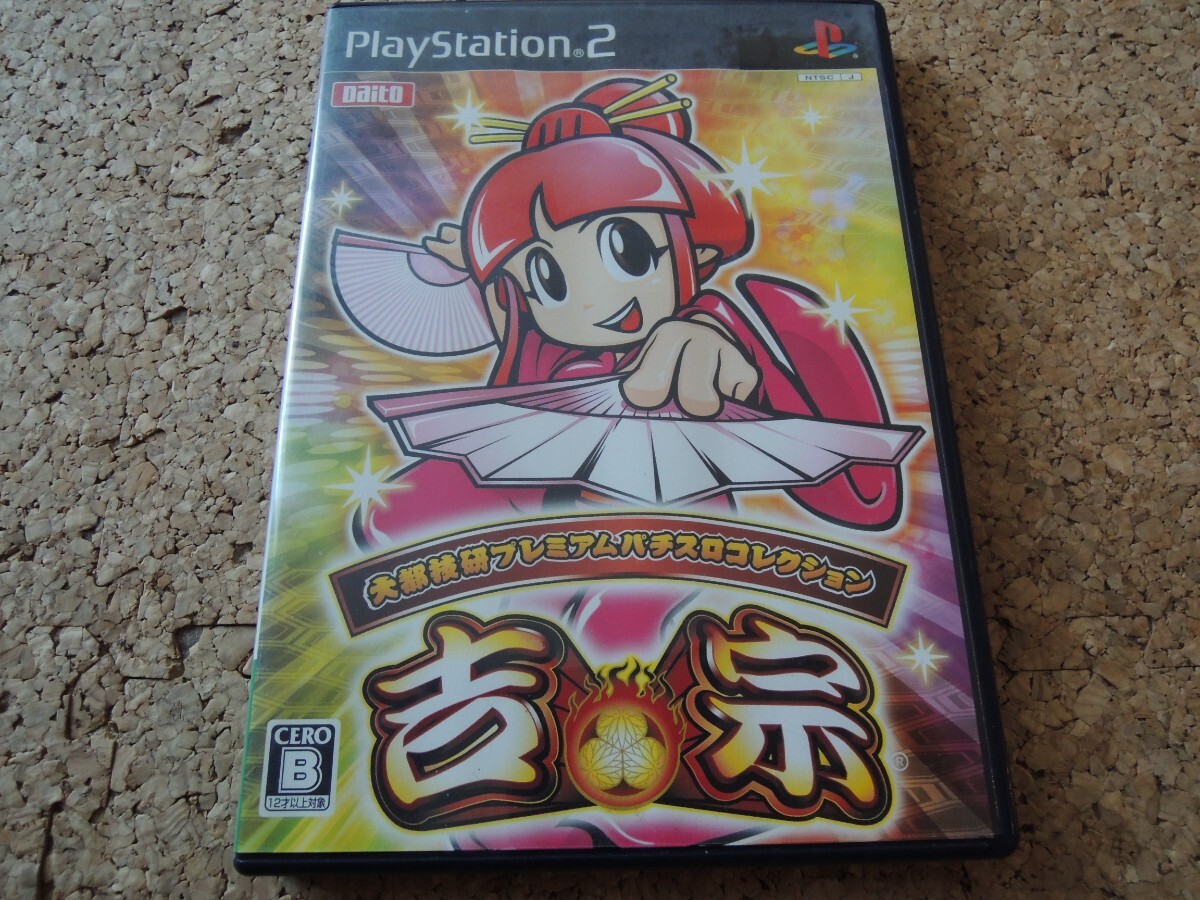 PlayStation®2
NTSC J
Daito
大都技研プレミアムパチスロコレクション
吉宗®
CERO
B
12才以上対象